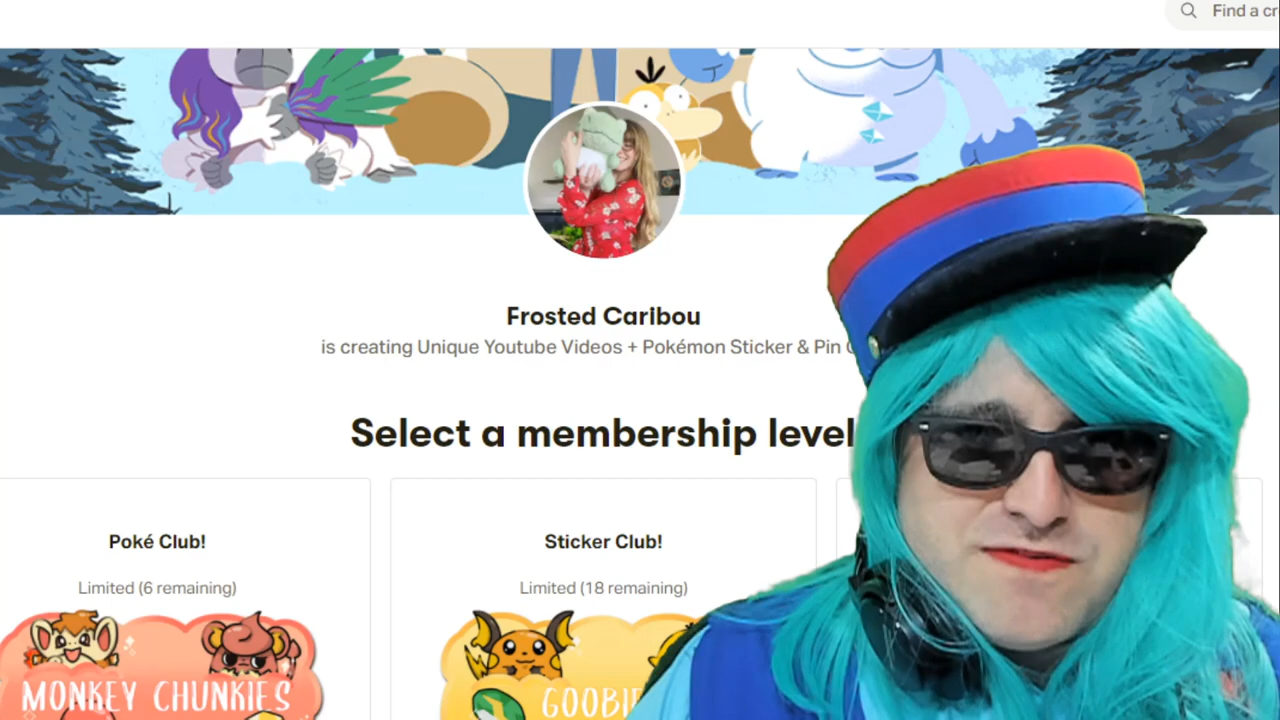 Find a cr
Frosted Caribou
is creating Unique Youtube Videos + Pokémon Sticker & Pin
Select a membership level
Poké Club!
Sticker Club!
Limited (6 remaining)
Limited (18 remaining)
MONKEY CHUNKIES
GOOBIE